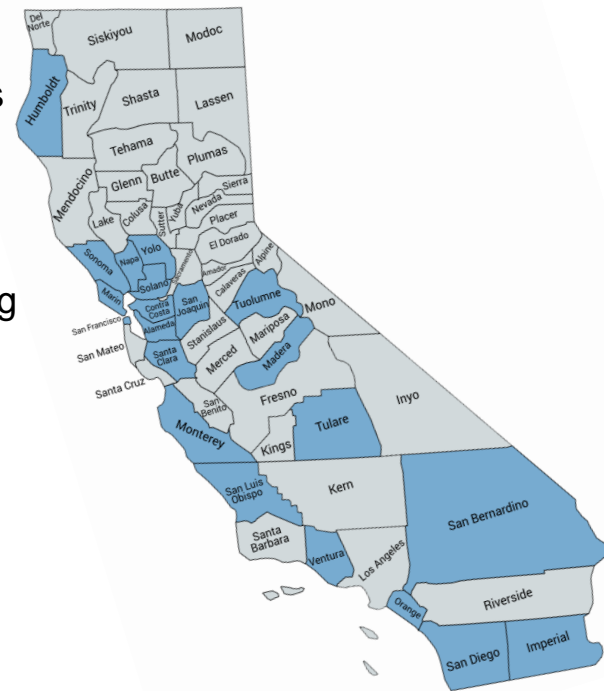 Del
Norte
Siskiyou
Modoc
s
Humboldt
Trinity
Shasta
Lassen
Tehama
Plumas
Mendocino
Glenn
Butte
Sierra
Lake
Colusa
Sutter
Yuba
Nevada
Placer
El Dorado
Sonoma
Napa
Yolo
Sacramento
Amador
Alpine
Solano
Calaveras
Marin
g
Contra
Costa
San
Joaquin
Tuolumne
Mono
San Francisco
Alameda
Stanislaus
Mariposa
San Mateo
Santa
Clara
Merced
Madera
Santa Cruz
San
Benito
Fresno
Inyo
Monterey
Kings
Tulare
San Luis
Obispo
Kern
San Bernardino
Santa
Barbara
Ventura
Los Angeles
Orange
Riverside
San Diego
Imperial